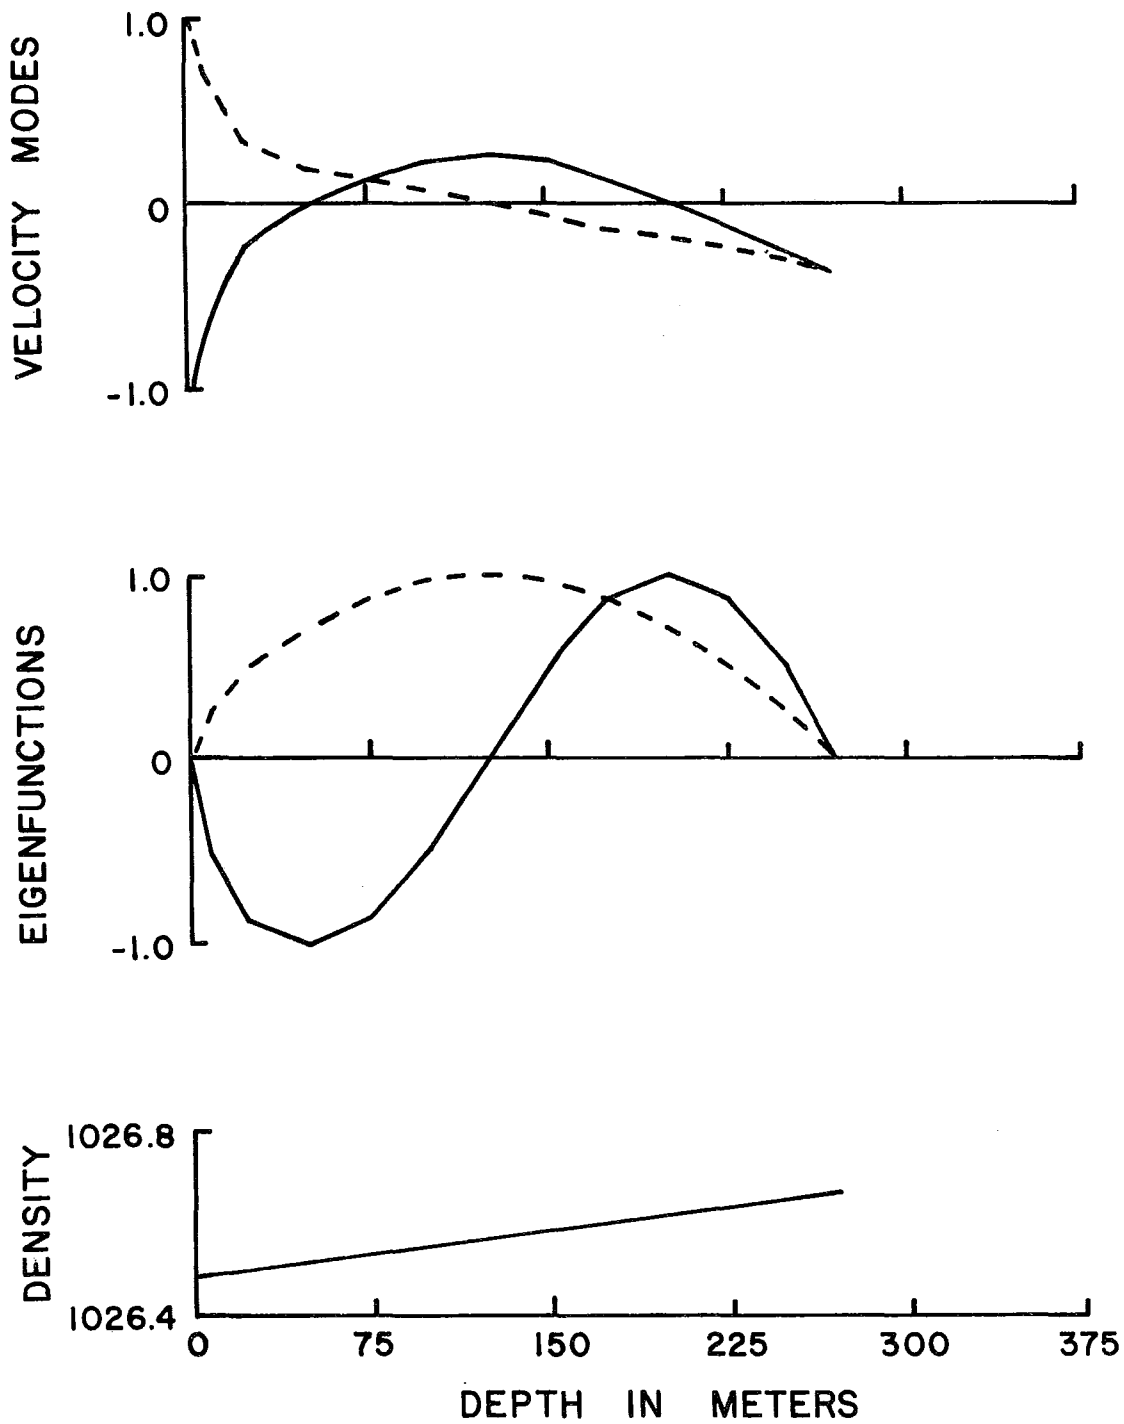 1.0
VELOCITY MODES
0
-1.0
1.0
EIGENFUNCTIONS
0
-1.0
1026.8
DENSITY
1026.4
0 75 150 225 300 375
DEPTH IN METERS